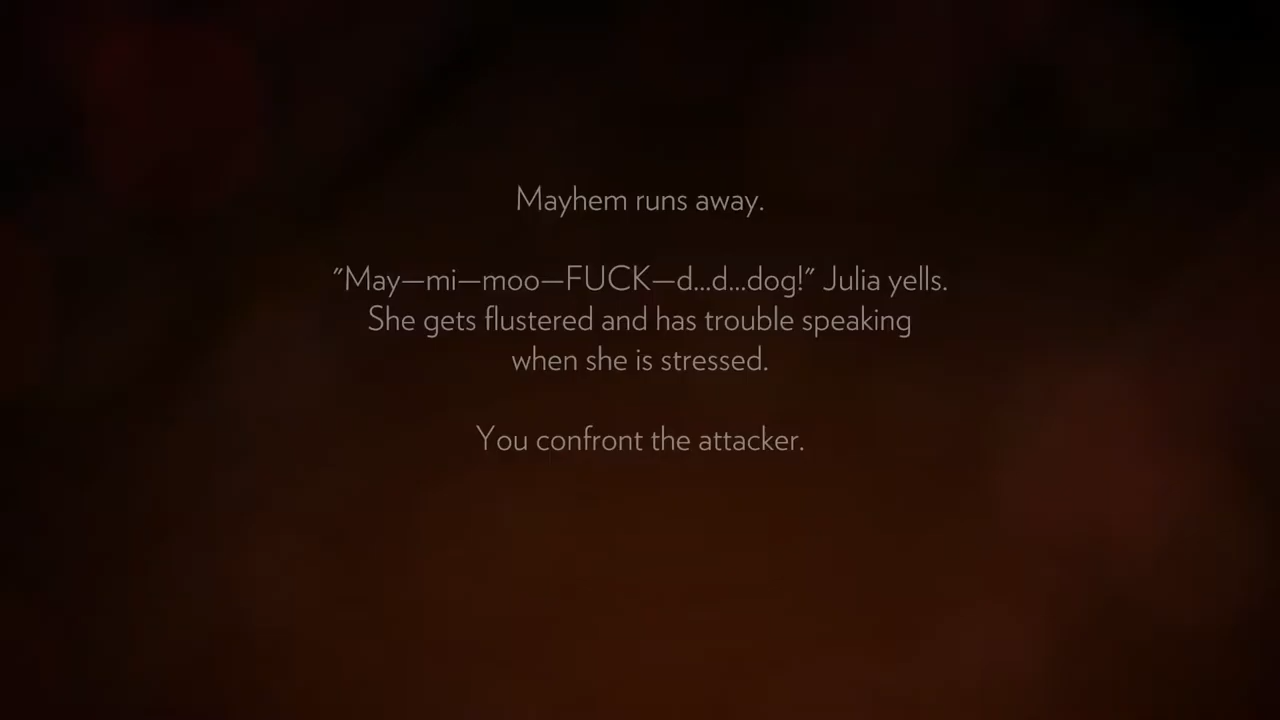 Mayhem runs away.
"May—mi—moo—FUCK—d...d...dog!" Julia yells.
She gets flustered and has trouble speaking
when she is stressed.
You confront the attacker.